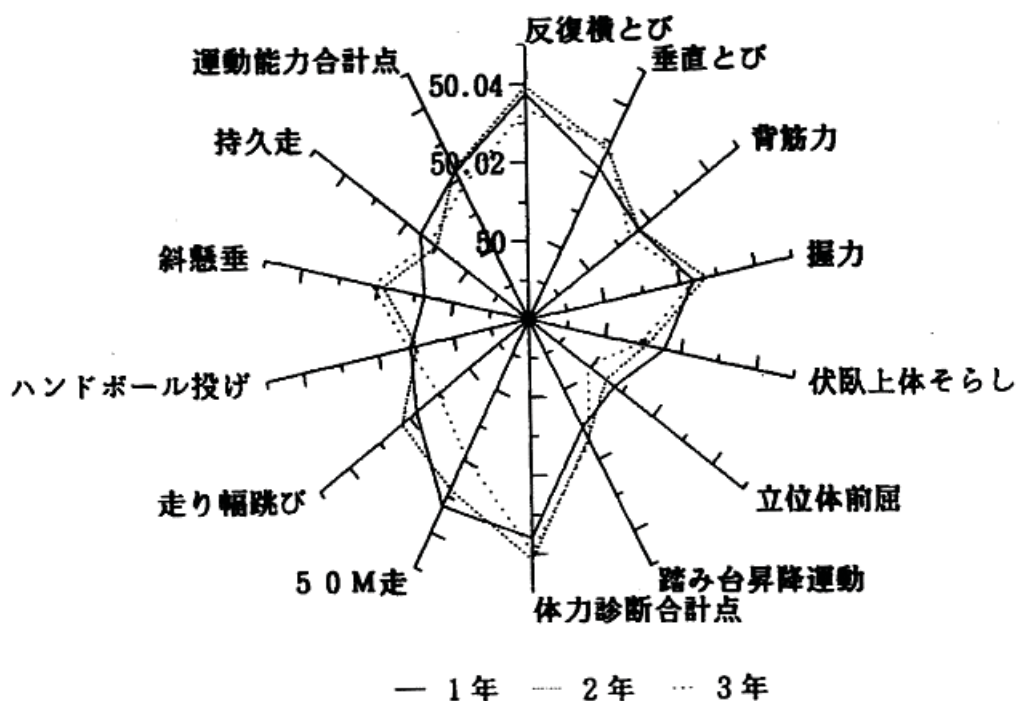 反復横とび
垂直とび
運動能力合計点
50.04
持久走
背筋力
50.02
50
斜懸垂
握力
ハンドボール投げ
伏臥上体そらし
走り幅跳び
立位体前屈
50M走
踏み台昇降運動
体力診断合計点
— 1年 ┈ 2年 … 3年